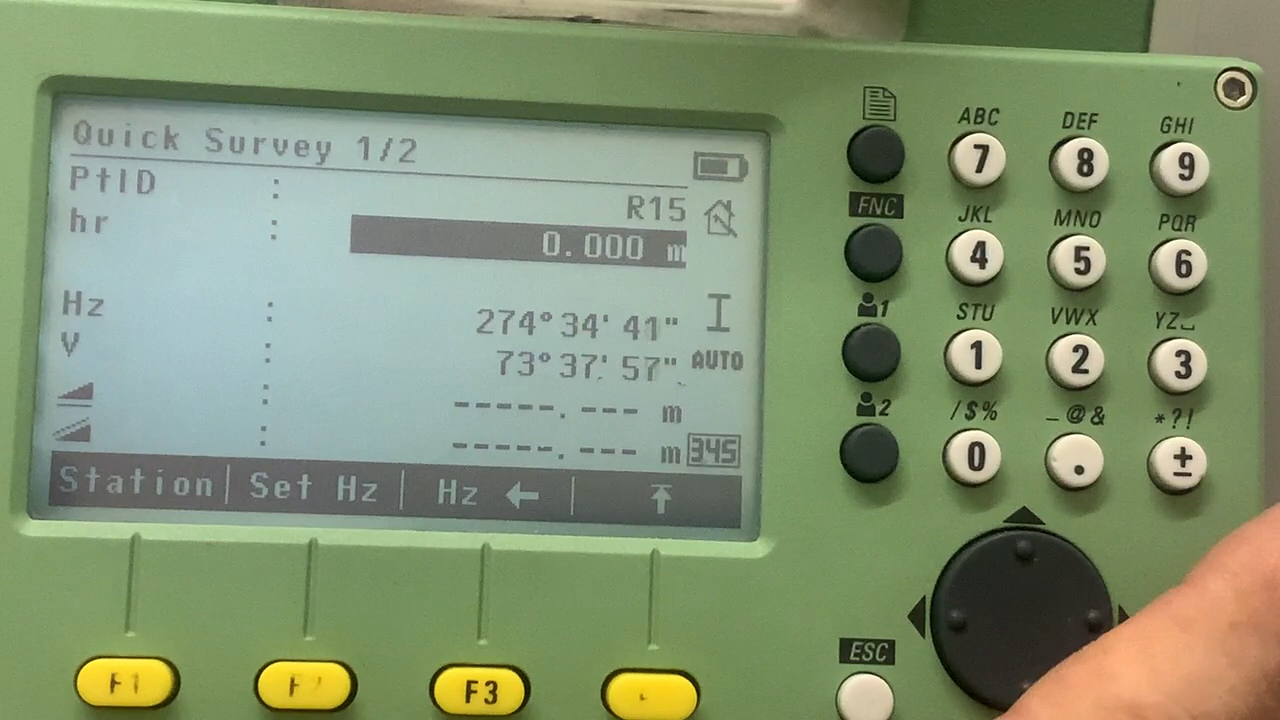 Quick Survey 1/2
PtID : R15
hr : 0.000 m
Hz : 274°34'41"
I
V : 73°37'57"
AUTO
: -----.--- m
: -----.--- m
345
Station Set Hz Hz ← ↑
F1 F3
ABC DEF GHI
7 8 9
FNC JKL MNO PQR
4 5 6
1 STU VWX YZ␣
1 2 3
2 /$% _@& *?!
0 . ±
ESC